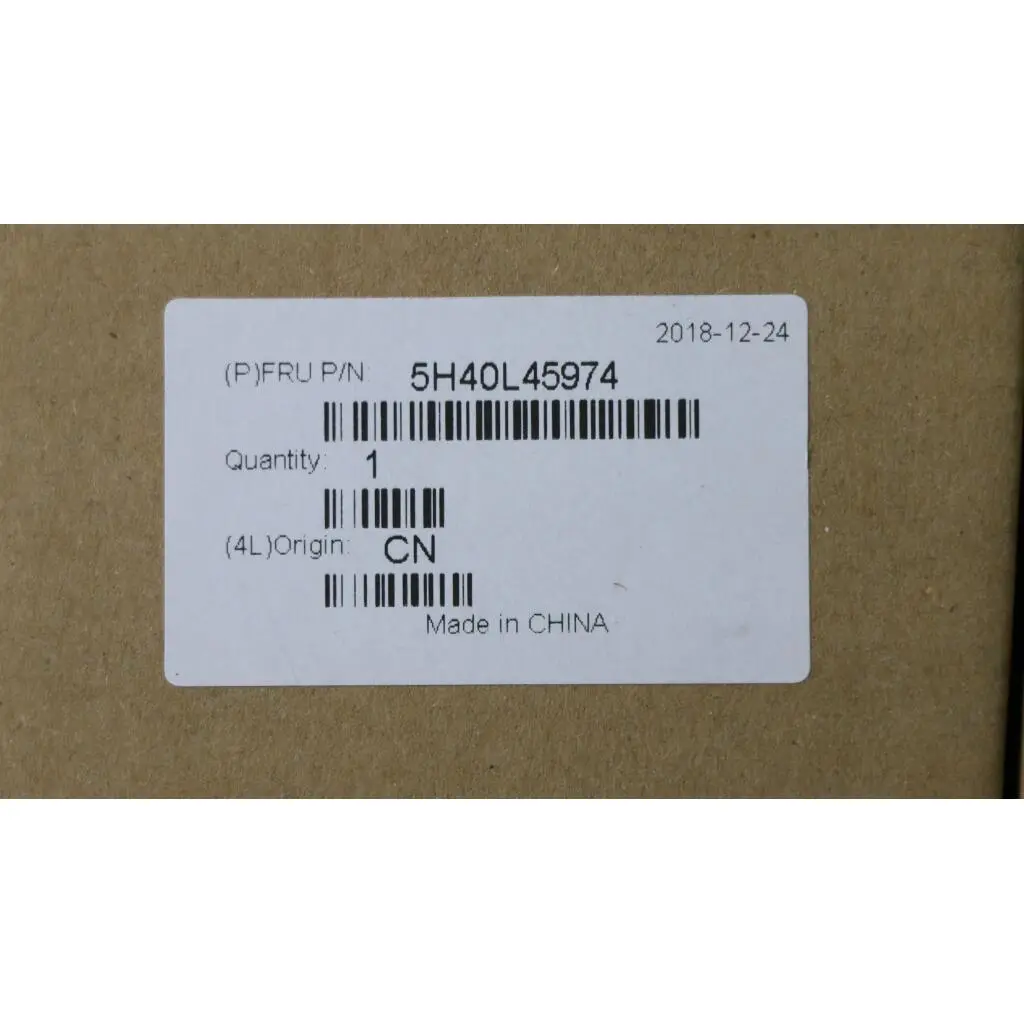 2018-12-24
(P)FRU P/N: 5H40L45974
Quantity: 1
(4L)Origin: CN
Made in CHINA